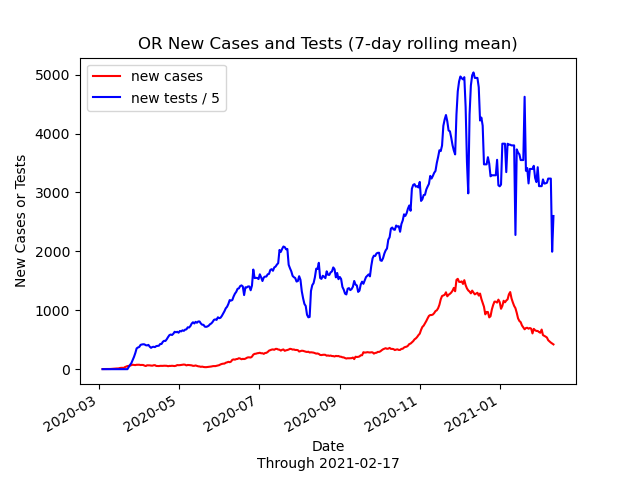 OR New Cases and Tests (7-day rolling mean)
new cases
new tests / 5
New Cases or Tests
5000
4000
3000
2000
1000
0
2020-03
2020-05
2020-07
2020-09
2020-11
2021-01
Date
Through 2021-02-17